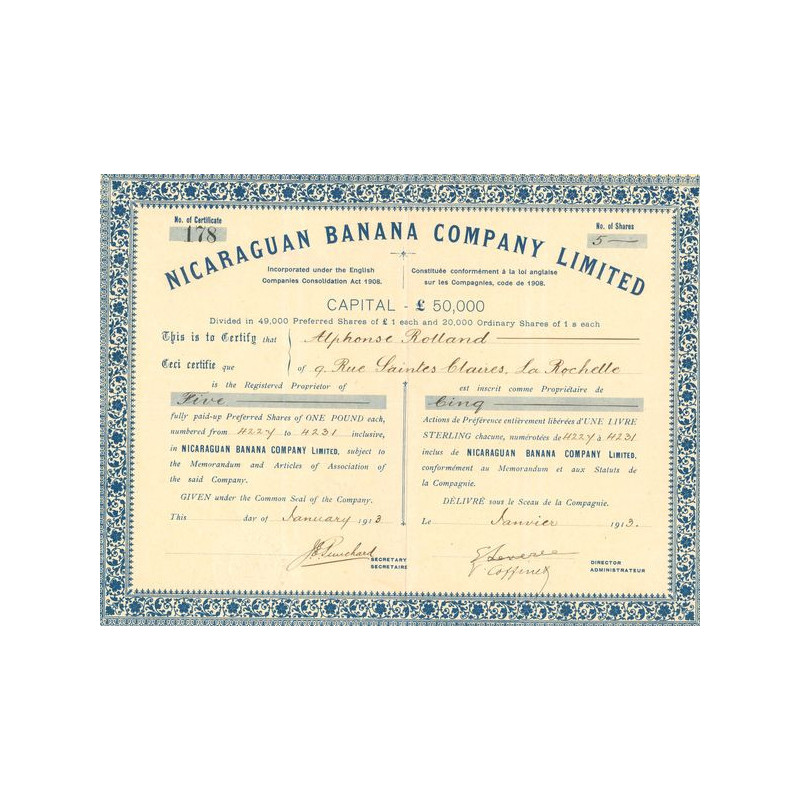 No. of Certificate
178
No. of Shares
5
NICARAGUAN BANANA COMPANY LIMITED
Incorporated under the English
Companies Consolidation Act 1908.
Constituée conformément à la loi anglaise
sur les Compagnies, code de 1908.
CAPITAL - £ 50,000
Divided in 49,000 Preferred Shares of £ 1 each and 20,000 Ordinary Shares of 1 s each
This is to Certify that Alphonse Rolland
Ceci certifie que of 9. Rue Saintes Claires, La Rochelle
is the Registered Proprietor of
Five
fully paid-up Preferred Shares of ONE POUND each,
numbered from 4227 to 4231 inclusive,
in NICARAGUAN BANANA COMPANY LIMITED, subject to
the Memorandum and Articles of Association of
the said Company.
GIVEN under the Common Seal of the Company.
This day of January 1913
est inscrit comme Propriétaire de
Cinq
Actions de Préférence entièrement libérées d'UNE LIVRE
STERLING chacune, numérotées de 4227 à 4231
inclus de NICARAGUAN BANANA COMPANY LIMITED,
conformément au Memorandum et aux Statuts de
la Compagnie.
DÉLIVRÉ sous le Sceau de la Compagnie.
Le Janvier 1913.
SECRETARY
SECRETAIRE
DIRECTOR
ADMINISTRATEUR